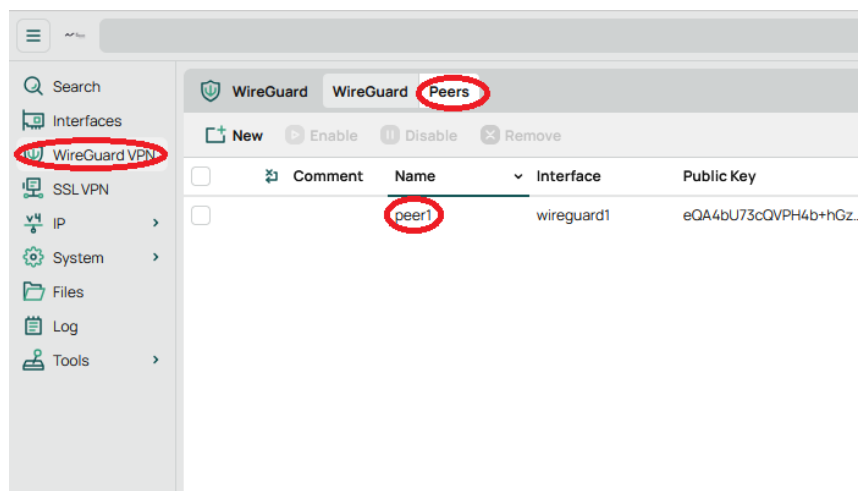 Search
Interfaces
WireGuard VPN
SSL VPN
v4 IP
System
Files
Log
Tools
WireGuard WireGuard Peers
New Enable Disable Remove
Comment Name Interface Public Key
peer1 wireguard1 eQA4bU73cQVPH4b+hGz..